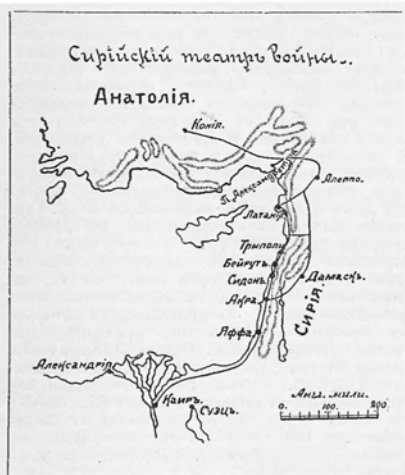 Сирійскій театръ войны.
Анатолія.
Конія.
П. Александретта
Алеппо.
Латакія
Триполи
Бейрутъ.
Сидонъ.
Дамаскъ.
Акра
СИРІЯ.
Яффа
Александрія
Каиръ.
СУЭЦЪ.
Англ. мили.
0. 100. 200